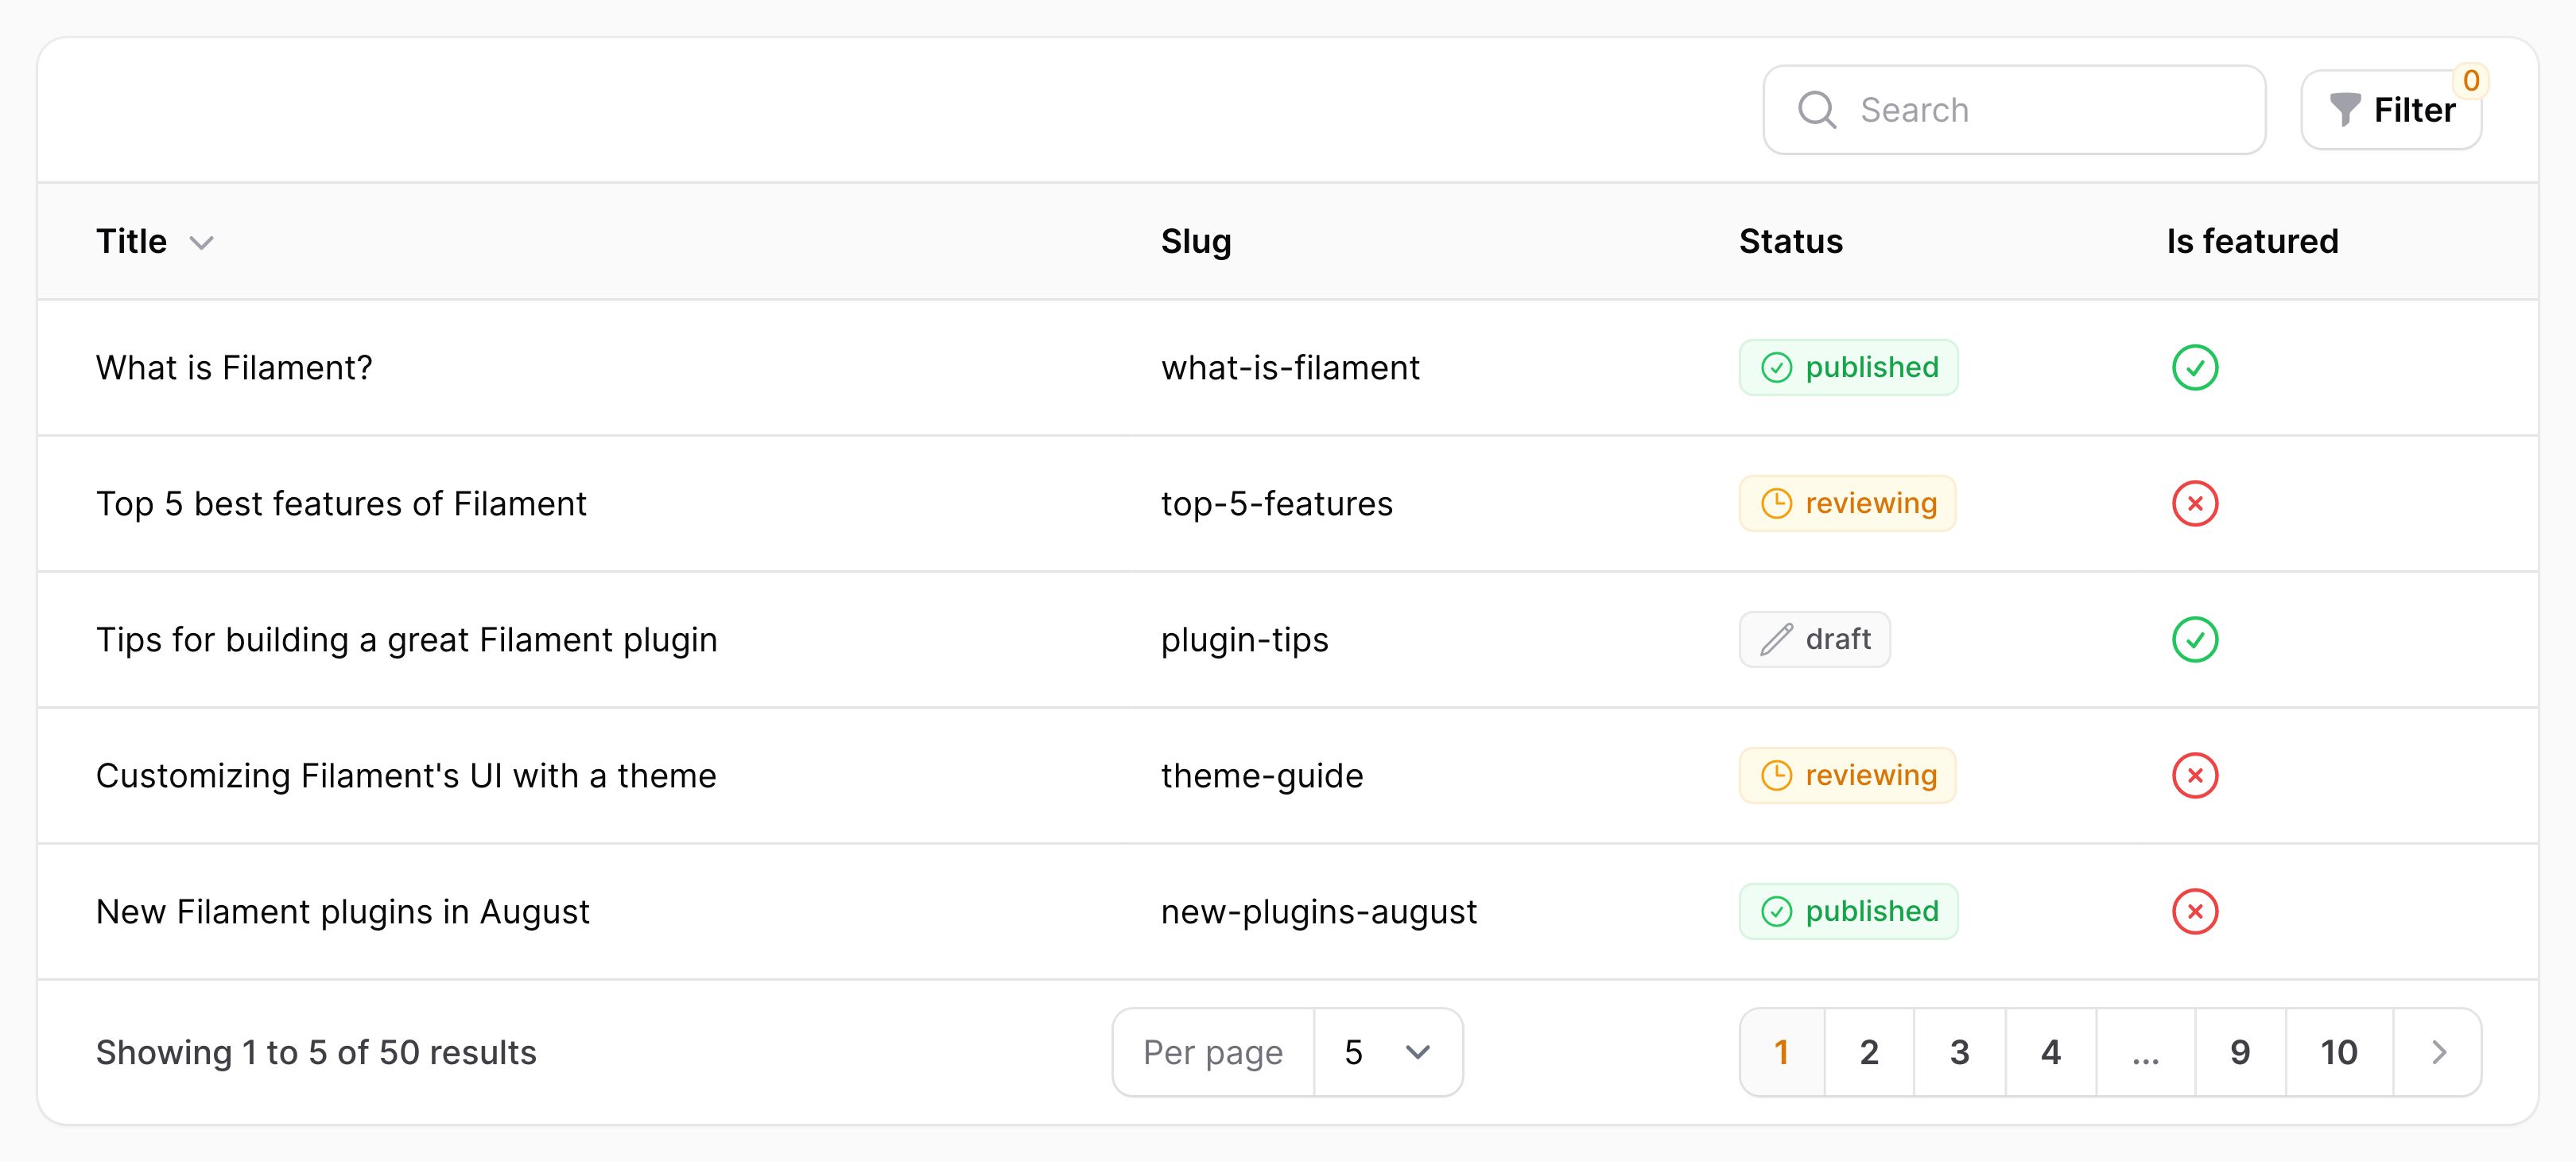 Search
Filter 0
Title Slug Status Is featured
What is Filament? what-is-filament published
Top 5 best features of Filament top-5-features reviewing
Tips for building a great Filament plugin plugin-tips draft
Customizing Filament's UI with a theme theme-guide reviewing
New Filament plugins in August new-plugins-august published
Showing 1 to 5 of 50 results Per page 5 1 2 3 4 ... 9 10